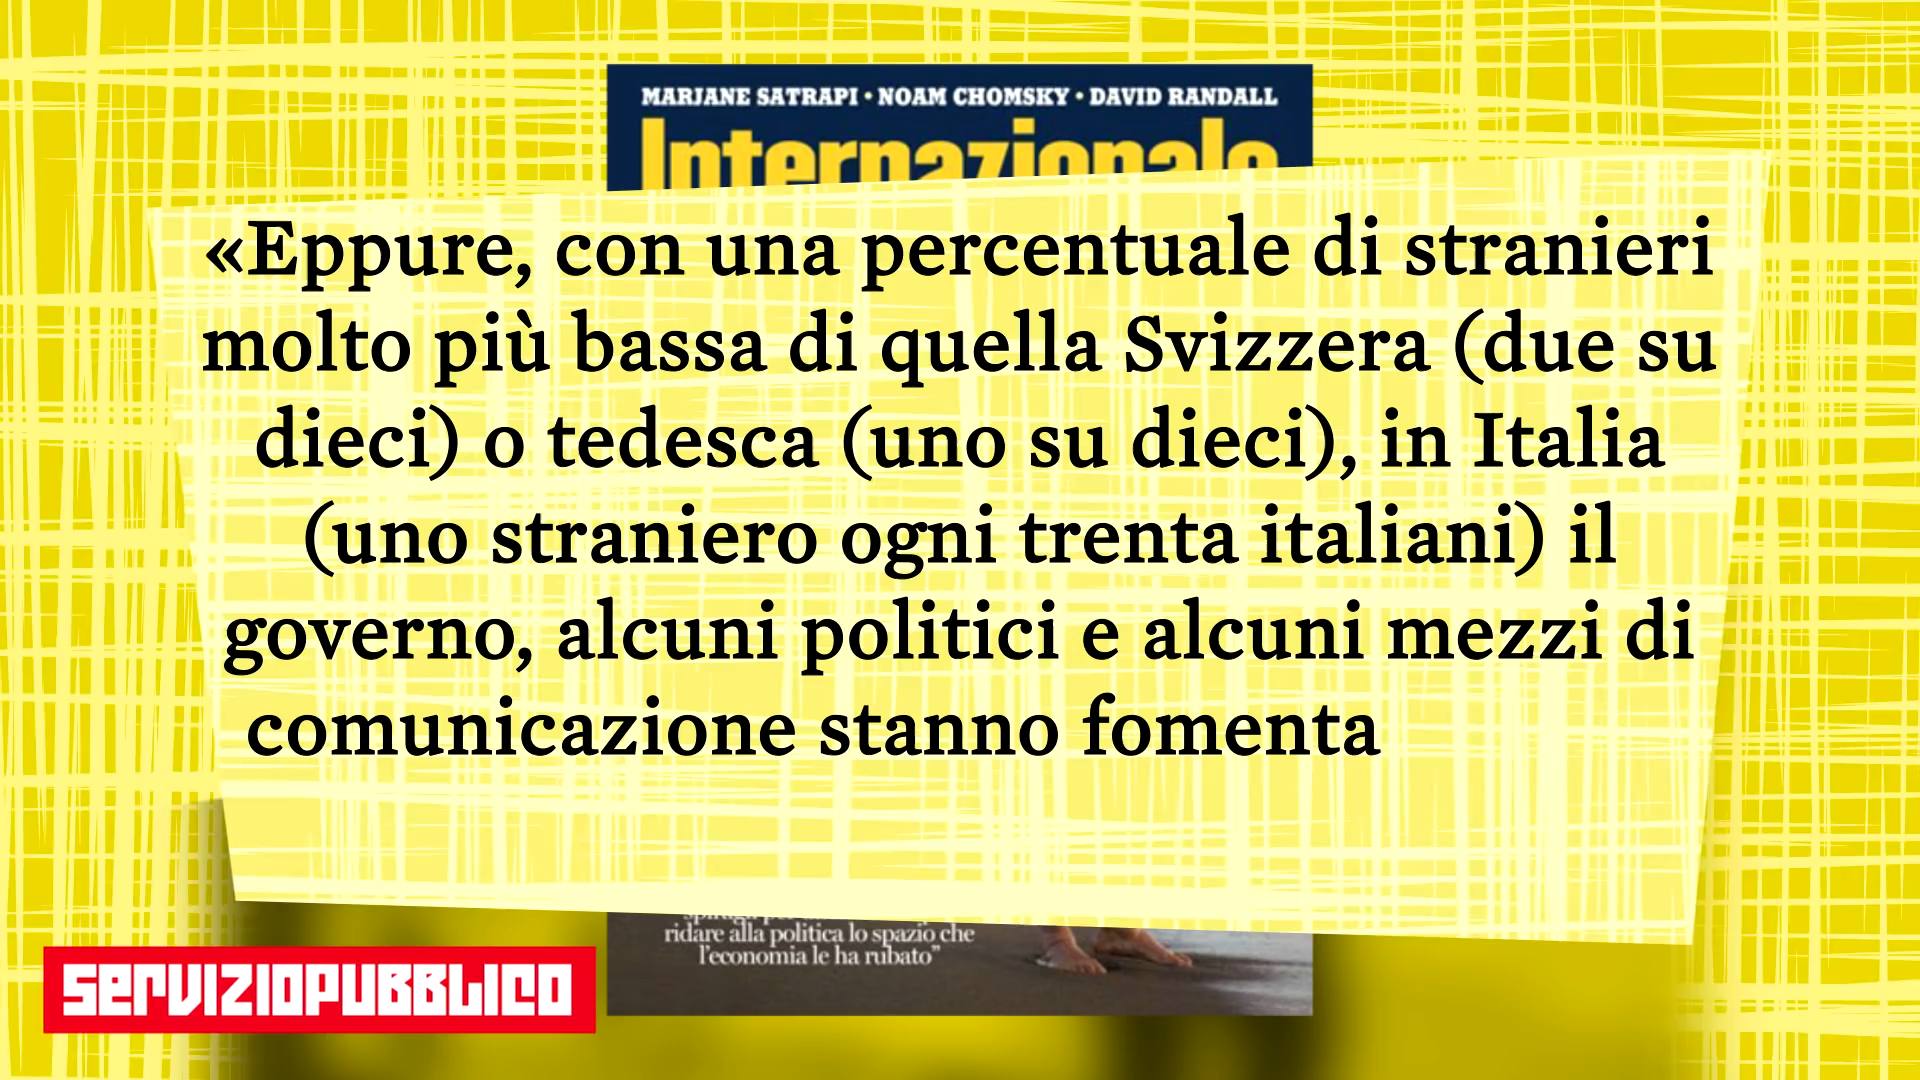 MARJANE SATRAPI • NOAM CHOMSKY • DAVID RANDALL
Internazionale
«Eppure, con una percentuale di stranieri
molto più bassa di quella Svizzera (due su
dieci) o tedesca (uno su dieci), in Italia
(uno straniero ogni trenta italiani) il
governo, alcuni politici e alcuni mezzi di
comunicazione stanno fomenta
ridare alla politica lo spazio che
l'economia le ha rubato”
SERVIZIOPUBBLICO